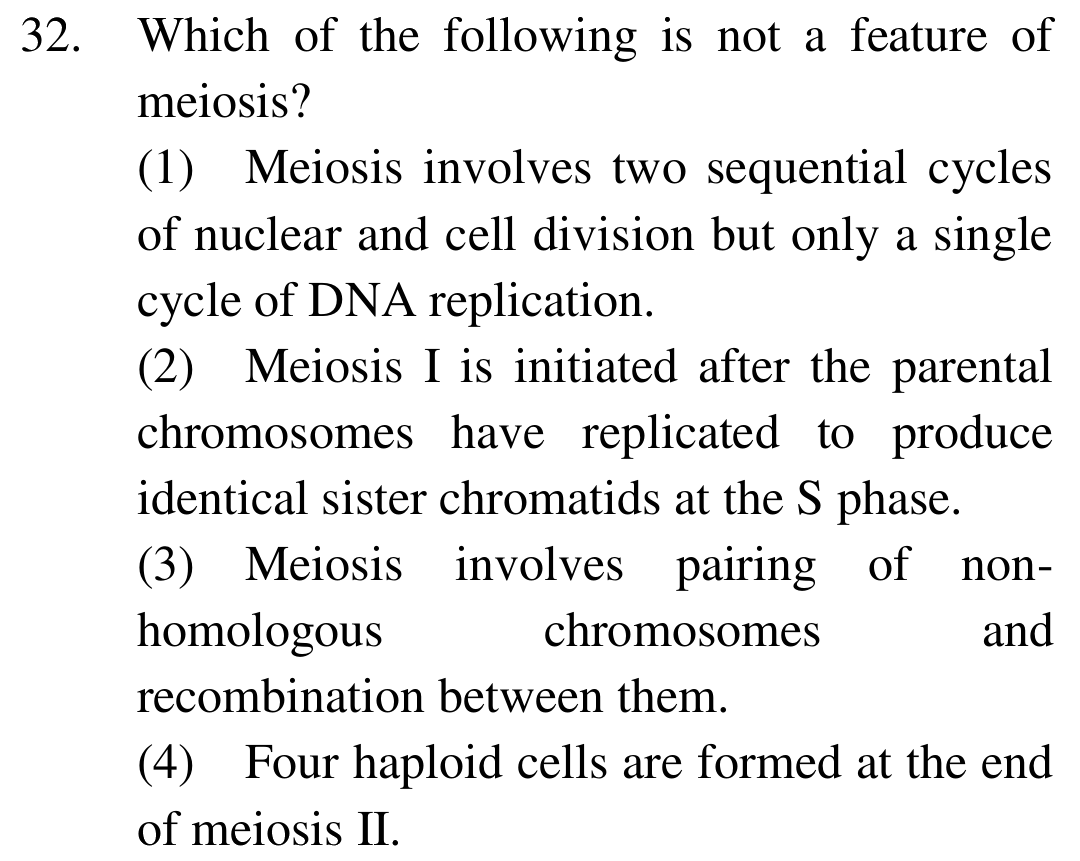 32. Which of the following is not a feature of
meiosis?
(1) Meiosis involves two sequential cycles
of nuclear and cell division but only a single
cycle of DNA replication.
(2) Meiosis I is initiated after the parental
chromosomes have replicated to produce
identical sister chromatids at the S phase.
(3) Meiosis involves pairing of non-
homologous chromosomes and
recombination between them.
(4) Four haploid cells are formed at the end
of meiosis II.